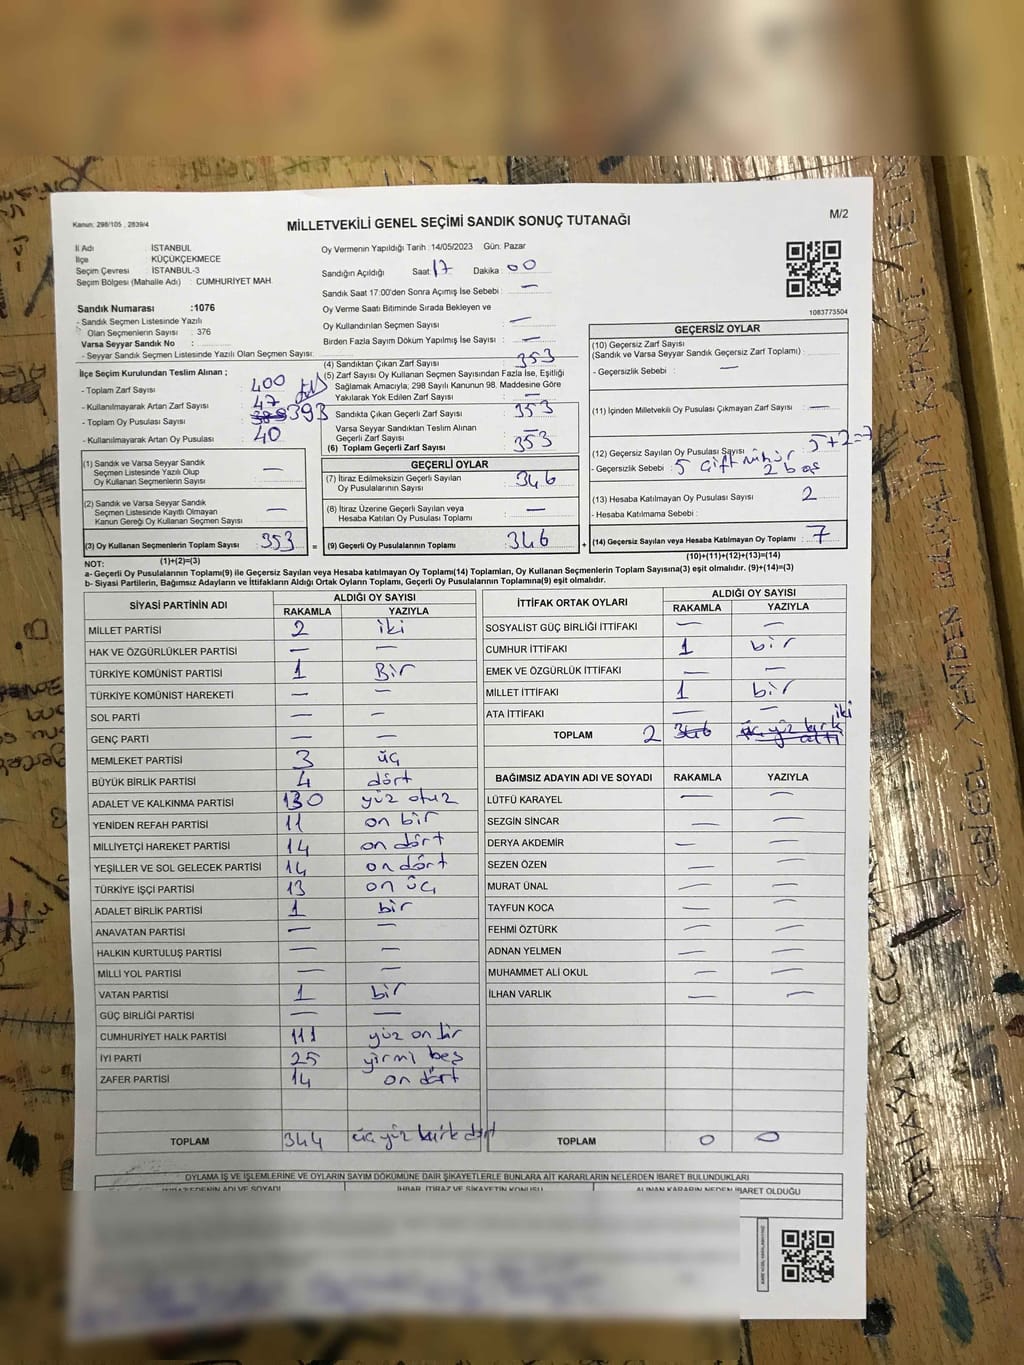 M/2
Kanun: 298/105 , 2839/4
MİLLETVEKİLİ GENEL SEÇİMİ SANDIK SONUÇ TUTANAĞI
İl Adı : İSTANBUL
İlçe : KÜÇÜKÇEKMECE
Seçim Çevresi : İSTANBUL-3
Seçim Bölgesi (Mahalle Adı) : CUMHURİYET MAH.
Sandık Numarası :1076
- Sandık Seçmen Listesinde Yazılı
Olan Seçmenlerin Sayısı : 376
Varsa Seyyar Sandık No :
- Seyyar Sandık Seçmen Listesinde Yazılı Olan Seçmen Sayısı:
Oy Vermenin Yapıldığı Tarih :14/05/2023 Gün: Pazar
Sandığın Açıldığı Saat: 17 Dakika : 00
Sandık Saat 17:00'den Sonra Açımış İse Sebebi : —
Oy Verme Saati Bitiminde Sırada Bekleyen ve
Oy Kullandırılan Seçmen Sayısı : —
Birden Fazla Sayım Döküm Yapılmış İse Sayısı : —
1083773504
İlçe Seçim Kurulundan Teslim Alınan ;
- Toplam Zarf Sayısı : 400
- Kullanılmayarak Artan Zarf Sayısı : 47
- Toplam Oy Pusulası Sayısı : 393
- Kullanılmayarak Artan Oy Pusulası : 40
(1) Sandık ve Varsa Seyyar Sandık
Seçmen Listesinde Yazılı Olup
Oy Kullanan Seçmenlerin Sayısı —
(2) Sandık ve Varsa Seyyar Sandık
Seçmen Listesinde Kayıtlı Olmayan
Kanun Gereği Oy Kullanan Seçmen Sayısı —
(3) Oy Kullanan Seçmenlerin Toplam Sayısı 353
(1)+(2)=(3)
(4) Sandıktan Çıkan Zarf Sayısı 353
(5) Zarf Sayısı Oy Kullanan Seçmen Sayısından Fazla İse, Eşitliği
Sağlamak Amacıyla; 298 Sayılı Kanunun 98. Maddesine Göre
Yakılarak Yok Edilen Zarf Sayısı : —
Sandıkta Çıkan Geçerli Zarf Sayısı : 353
Varsa Seyyar Sandıktan Teslim Alınan
Geçerli Zarf Sayısı :
(6) Toplam Geçerli Zarf Sayısı : 353
GEÇERLİ OYLAR
(7) İtiraz Edilmeksizin Geçerli Sayılan
Oy Pusulalarının Sayısı : 346
(8) İtiraz Üzerine Geçerli Sayılan veya
Hesaba Katılan Oy Pusulası Toplamı : —
= (9) Geçerli Oy Pusulalarının Toplamı : 346
GEÇERSİZ OYLAR
(10) Geçersiz Zarf Sayısı
(Sandık ve Varsa Seyyar Sandık Geçersiz Zarf Toplamı) :
- Geçersizlik Sebebi : —
(11) İçinden Milletvekili Oy Pusulası Çıkmayan Zarf Sayısı : —
(12) Geçersiz Sayılan Oy Pusulası Sayısı : 5+2=7
- Geçersizlik Sebebi : 5 çift mühür 2 boş
(13) Hesaba Katılmayan Oy Pusulası Sayısı : 2
- Hesaba Katılmama Sebebi :
+ (14) Geçersiz Sayılan veya Hesaba Katılmayan Oy Toplamı : 7
(10)+(11)+(12)+(13)=(14)
NOT:
a- Geçerli Oy Pusulalarının Toplamı(9) ile Geçersiz Sayılan veya Hesaba Katılmayan Oy Toplamı(14) Toplamları, Oy Kullanan Seçmenlerin Toplam Sayısına(3) eşit olmalıdır. (9)+(14)=(3)
b- Siyasi Partilerin, Bağımsız Adayların ve İttifakların Aldığı Ortak Oyların Toplamı, Geçerli Oy Pusulalarının Toplamına(9) eşit olmalıdır.
SİYASİ PARTİNİN ADI ALDIĞI OY SAYISI
RAKAMLA YAZIYLA
MİLLET PARTİSİ 2 iki
HAK VE ÖZGÜRLÜKLER PARTİSİ — —
TÜRKİYE KOMÜNİST PARTİSİ 1 Bir
TÜRKİYE KOMÜNİST HAREKETİ — —
SOL PARTİ — —
GENÇ PARTİ — —
MEMLEKET PARTİSİ 3 üç
BÜYÜK BİRLİK PARTİSİ 4 dört
ADALET VE KALKINMA PARTİSİ 130 yüz otuz
YENİDEN REFAH PARTİSİ 11 on bir
MİLLİYETÇİ HAREKET PARTİSİ 14 on dört
YEŞİLLER VE SOL GELECEK PARTİSİ 14 on dört
TÜRKİYE İŞÇİ PARTİSİ 13 on üç
ADALET BİRLİK PARTİSİ 1 bir
ANAVATAN PARTİSİ — —
HALKIN KURTULUŞ PARTİSİ — —
MİLLİ YOL PARTİSİ — —
VATAN PARTİSİ 1 bir
GÜÇ BİRLİĞİ PARTİSİ — —
CUMHURİYET HALK PARTİSİ 111 yüz on bir
İYİ PARTİ 25 yirmi beş
ZAFER PARTİSİ 14 on dört
TOPLAM 344 üç yüz kırk dört
İTTİFAK ORTAK OYLARI ALDIĞI OY SAYISI
RAKAMLA YAZIYLA
SOSYALİST GÜÇ BİRLİĞİ İTTİFAKI — —
CUMHUR İTTİFAKI 1 bir
EMEK VE ÖZGÜRLÜK İTTİFAKI — —
MİLLET İTTİFAKI 1 bir
ATA İTTİFAKI — —
TOPLAM 2 346 üç yüz kırk altı iki
BAĞIMSIZ ADAYIN ADI VE SOYADI RAKAMLA YAZIYLA
LÜTFÜ KARAYEL — —
SEZGİN SİNCAR — —
DERYA AKDEMİR — —
SEZEN ÖZEN — —
MURAT ÜNAL — —
TAYFUN KOCA — —
FEHMİ ÖZTÜRK — —
ADNAN YELMEN — —
MUHAMMET ALİ OKUL — —
İLHAN VARLIK — —
TOPLAM 0 0
OYLAMA İŞ VE İŞLEMLERİNE VE OYLARIN SAYIM DÖKÜMÜNE DAİR ŞİKAYETLERLE BUNLARA AİT KARARLARIN NELERDEN İBARET BULUNDUKLARI
İHBAR, İTİRAZ VE ŞİKAYETİN KONUSU
ALINAN KARARIN NEDEN İBARET OLDUĞU